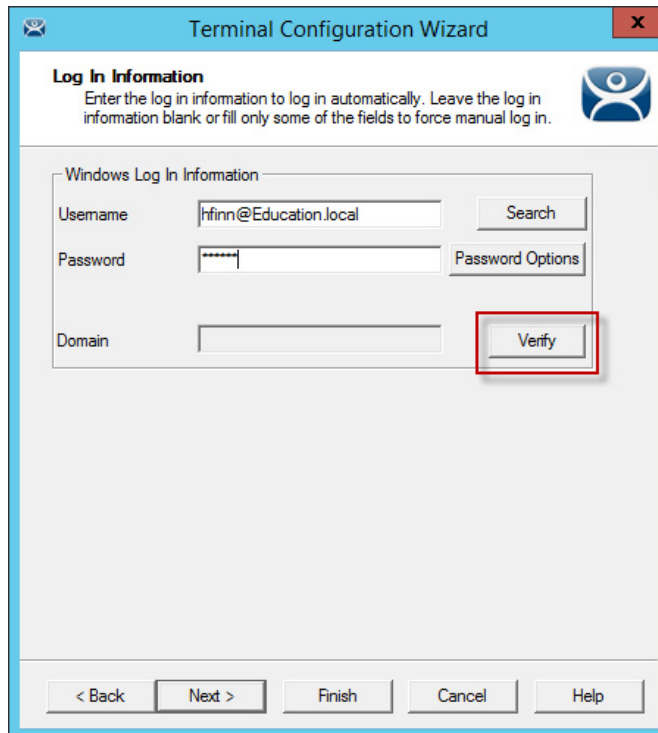 Terminal Configuration Wizard
x
Log In Information
Enter the log in information to log in automatically. Leave the log in
information blank or fill only some of the fields to force manual log in.
Windows Log In Information
Username hfinn@Education.local Search
Password ****** Password Options
Domain Verify
< Back Next > Finish Cancel Help